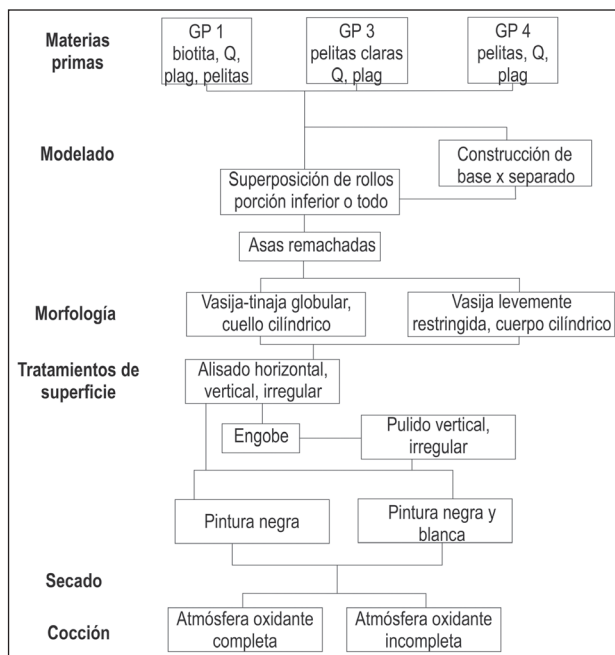 Materias
primas
GP 1
biotita, Q,
plag, pelitas
GP 3
pelitas claras
Q, plag
GP 4
pelitas, Q,
plag
Modelado
Construcción de
base x separado
Superposición de rollos
porción inferior o todo
Asas remachadas
Morfología
Vasija-tinaja globular,
cuello cilíndrico
Vasija levemente
restringida, cuerpo cilíndrico
Tratamientos de
superficie
Alisado horizontal,
vertical, irregular
Engobe
Pulido vertical,
irregular
Pintura negra
Pintura negra y
blanca
Secado
Cocción
Atmósfera oxidante
completa
Atmósfera oxidante
incompleta